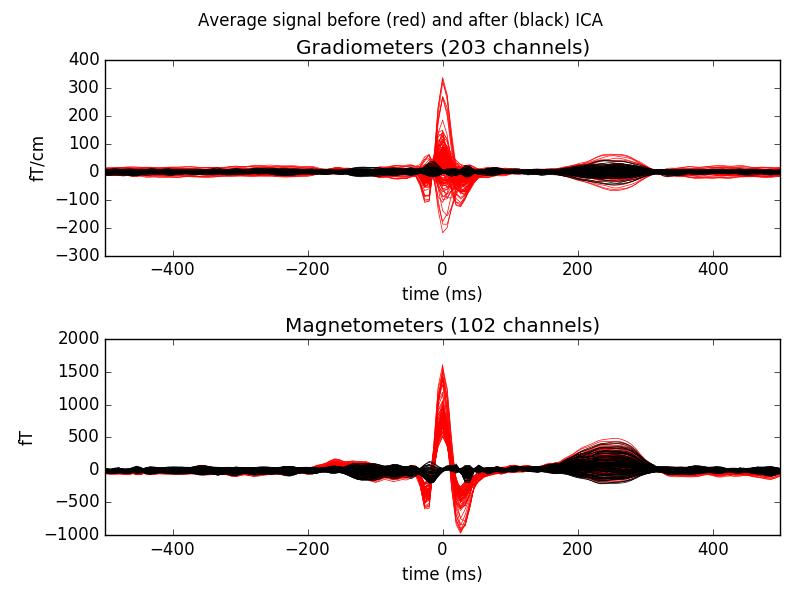 Average signal before (red) and after (black) ICA
Gradiometers (203 channels)
400
300
200
100
0
−100
−200
−300
fT/cm
−400 −200 0 200 400
time (ms)
Magnetometers (102 channels)
2000
1500
1000
500
0
−500
−1000
fT
−400 −200 0 200 400
time (ms)